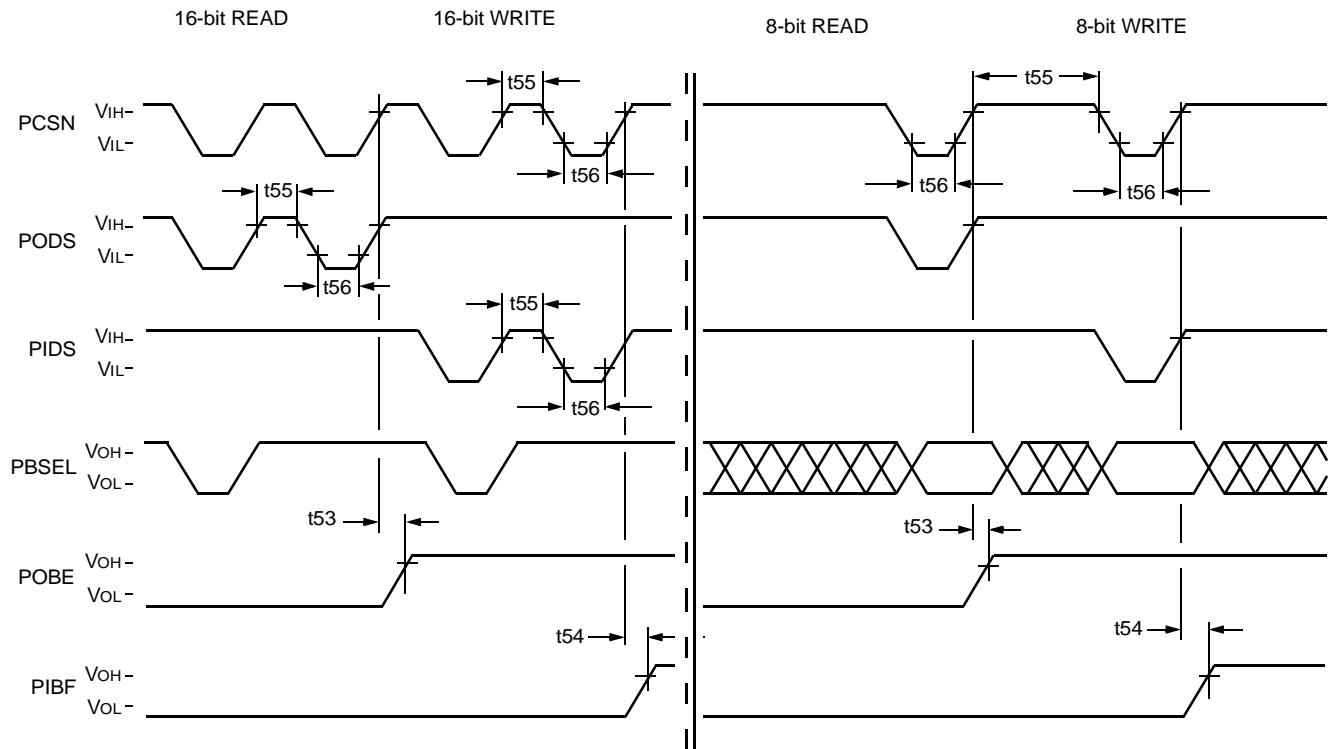 16-bit READ 16-bit WRITE 8-bit READ 8-bit WRITE
t55 t55
PCSN VIH– VIL–
t56 t56 t56
t55
PODS VIH– VIL–
t56
t55
PIDS VIH– VIL–
t56
PBSEL VOH– VOL–
t53 t53
POBE VOH– VOL–
t54 t54
PIBF VOH– VOL–